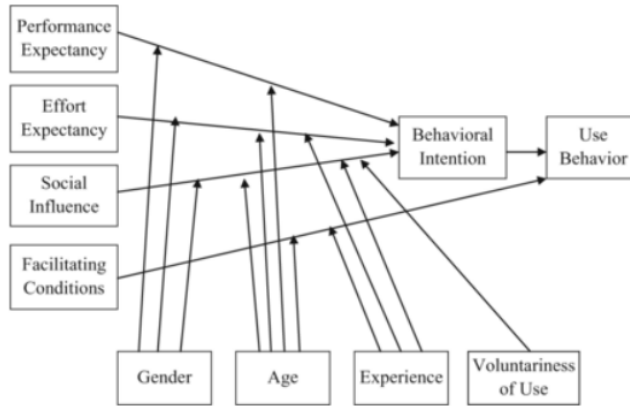 Performance
Expectancy
Effort
Expectancy
Social
Influence
Facilitating
Conditions
Behavioral
Intention
Use
Behavior
Gender
Age
Experience
Voluntariness
of Use